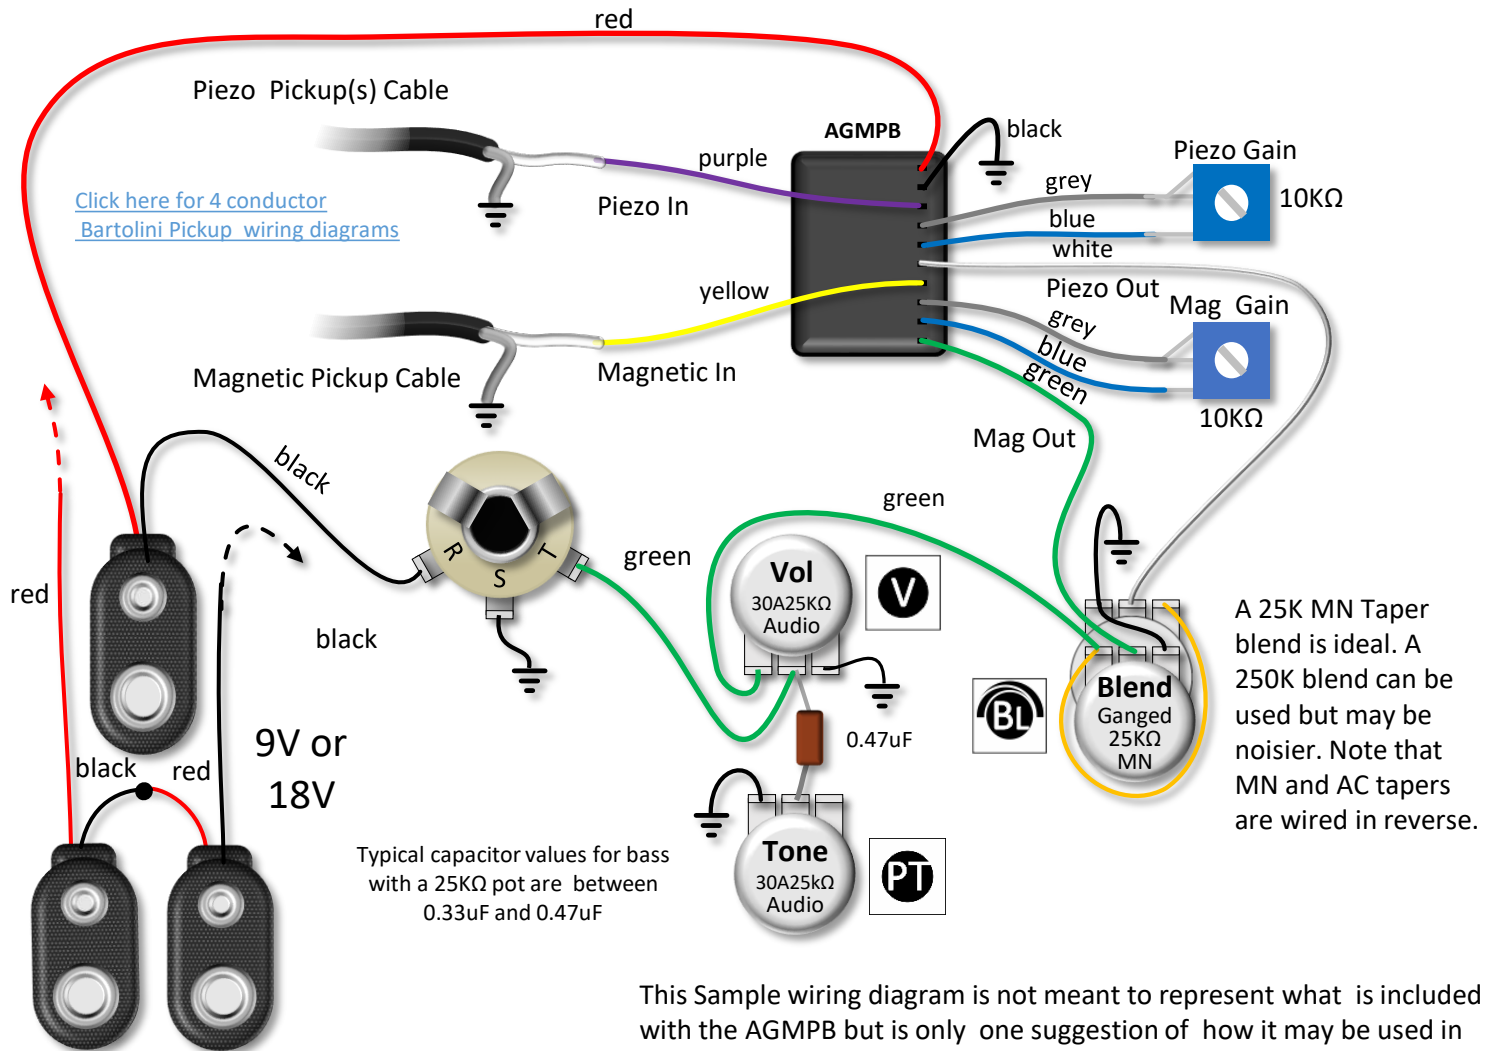 red
Piezo  Pickup(s) Cable
AGMPB
black
purple
Piezo Gain
grey
10KΩ
Click here for 4 conductor
Bartolini Pickup  wiring diagrams
Piezo In
blue
white
yellow
Piezo Out
Mag  Gain
grey
blue
green
Magnetic Pickup Cable
Magnetic In
10KΩ
Mag Out
black
green
R
S
T
green
Vol
30A25KΩ
Audio
V
red
black
A 25K MN Taper
blend is ideal. A
250K blend can be
used but may be
noisier. Note that
MN and AC tapers
are wired in reverse.
Blend
Ganged
25KΩ
MN
BL
9V or
18V
black
red
0.47uF
Typical capacitor values for bass
with a 25KΩ pot are  between
0.33uF and 0.47uF
Tone
30A25kΩ
Audio
PT
This Sample wiring diagram is not meant to represent what  is included
with the AGMPB but is only  one suggestion of  how it may be used in